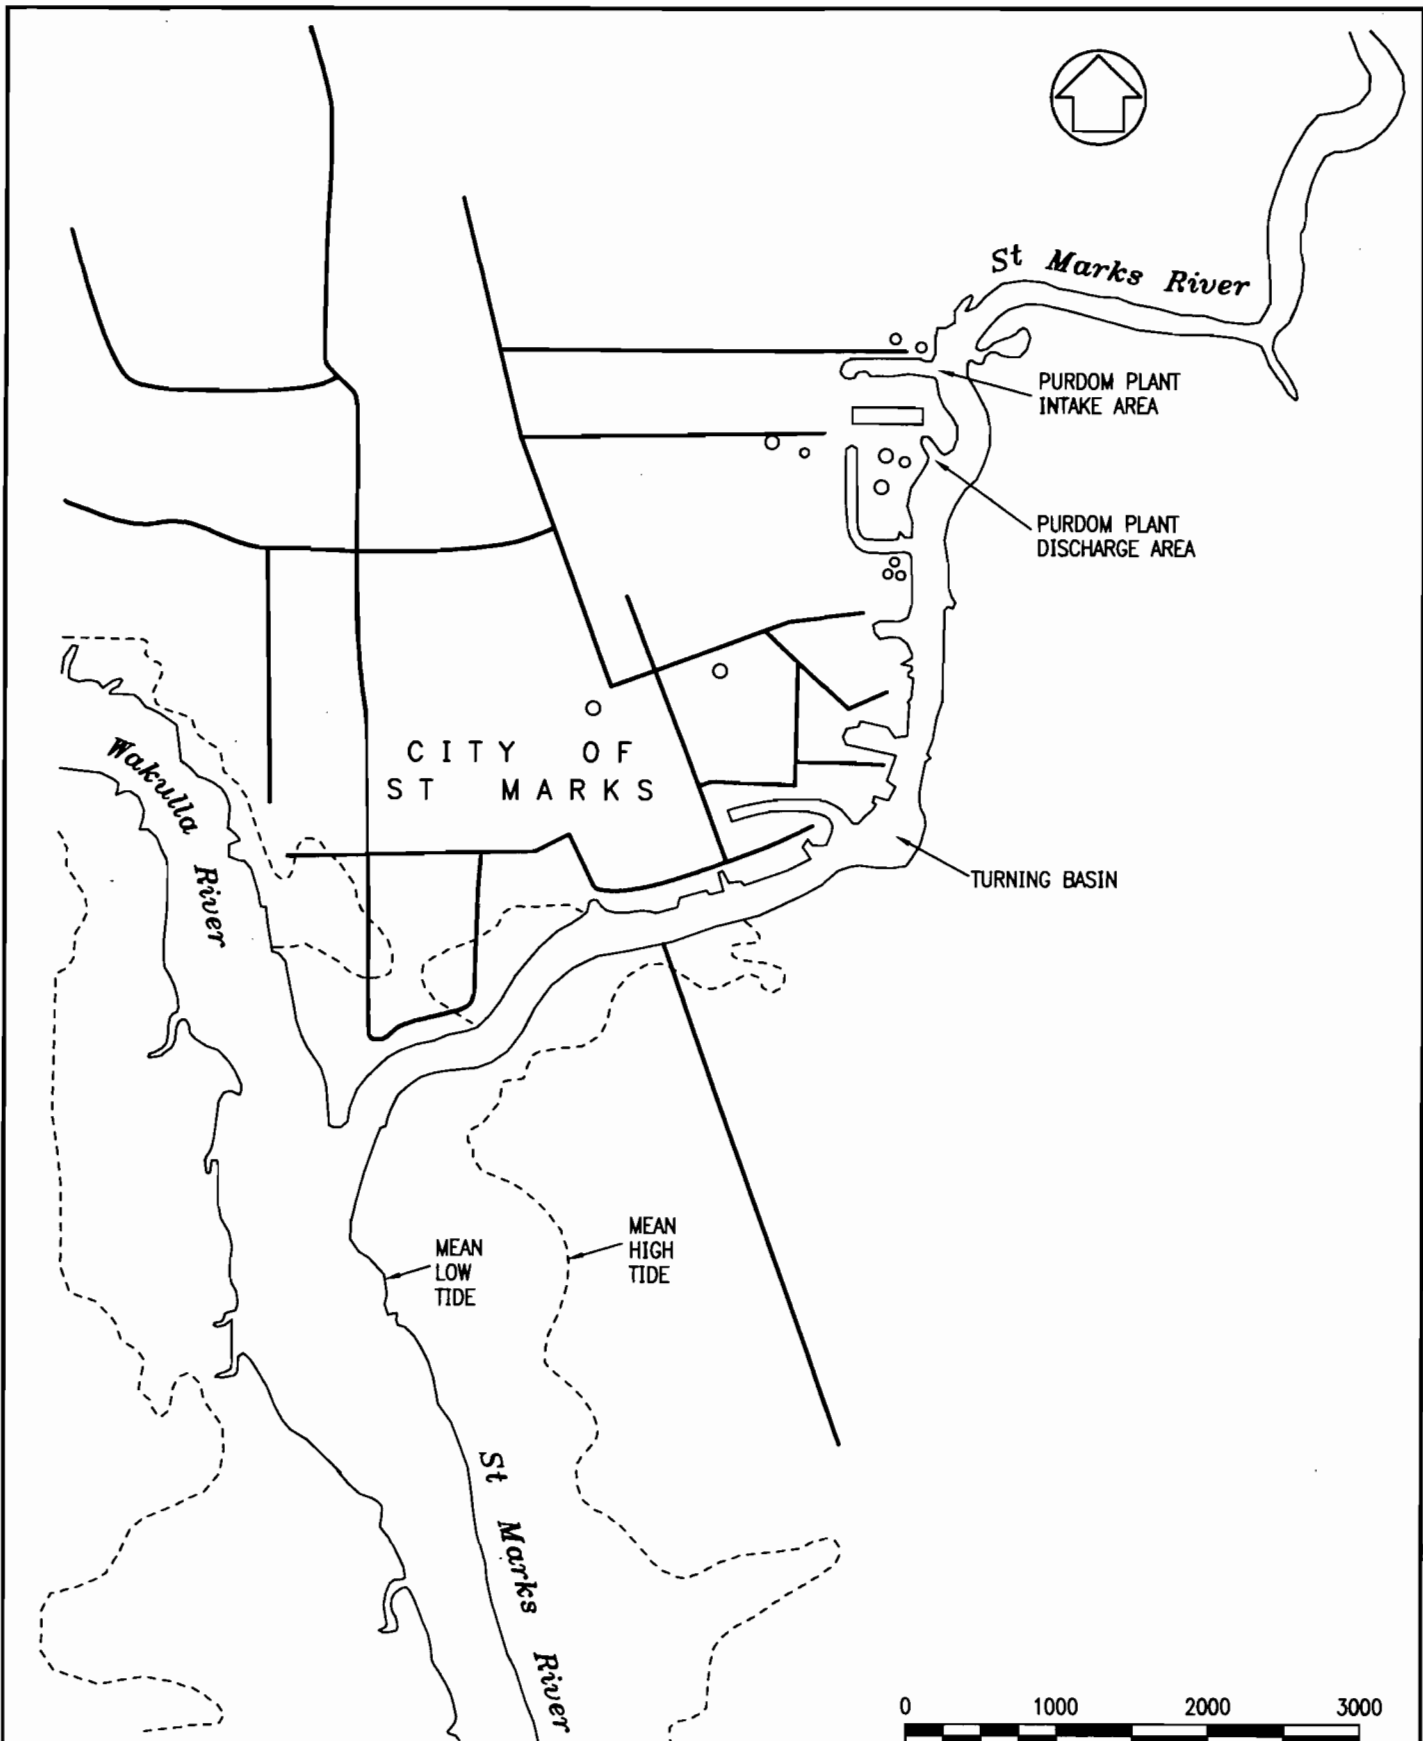 St Marks River
PURDOM PLANT
INTAKE AREA
PURDOM PLANT
DISCHARGE AREA
CITY OF
ST MARKS
Wakulla River
TURNING BASIN
MEAN
LOW
TIDE
MEAN
HIGH
TIDE
St Marks River
0 1000 2000 3000